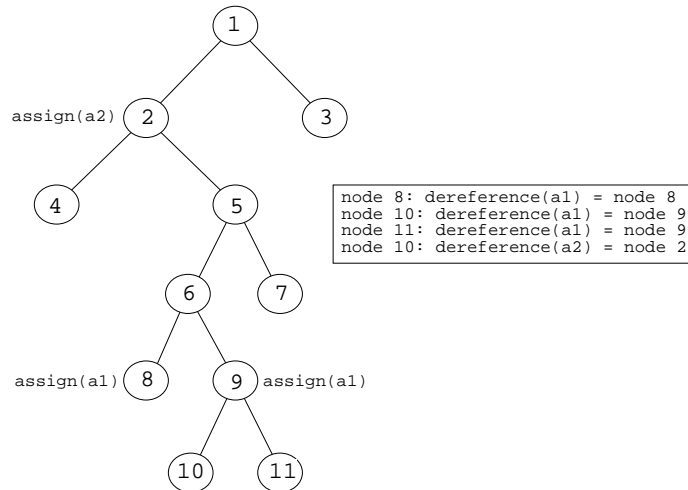 1
assign(a2) 2
3
4
5
node 8: dereference(a1) = node 8
node 10: dereference(a1) = node 9
node 11: dereference(a1) = node 9
node 10: dereference(a2) = node 2
6
7
assign(a1) 8
9 assign(a1)
10
11